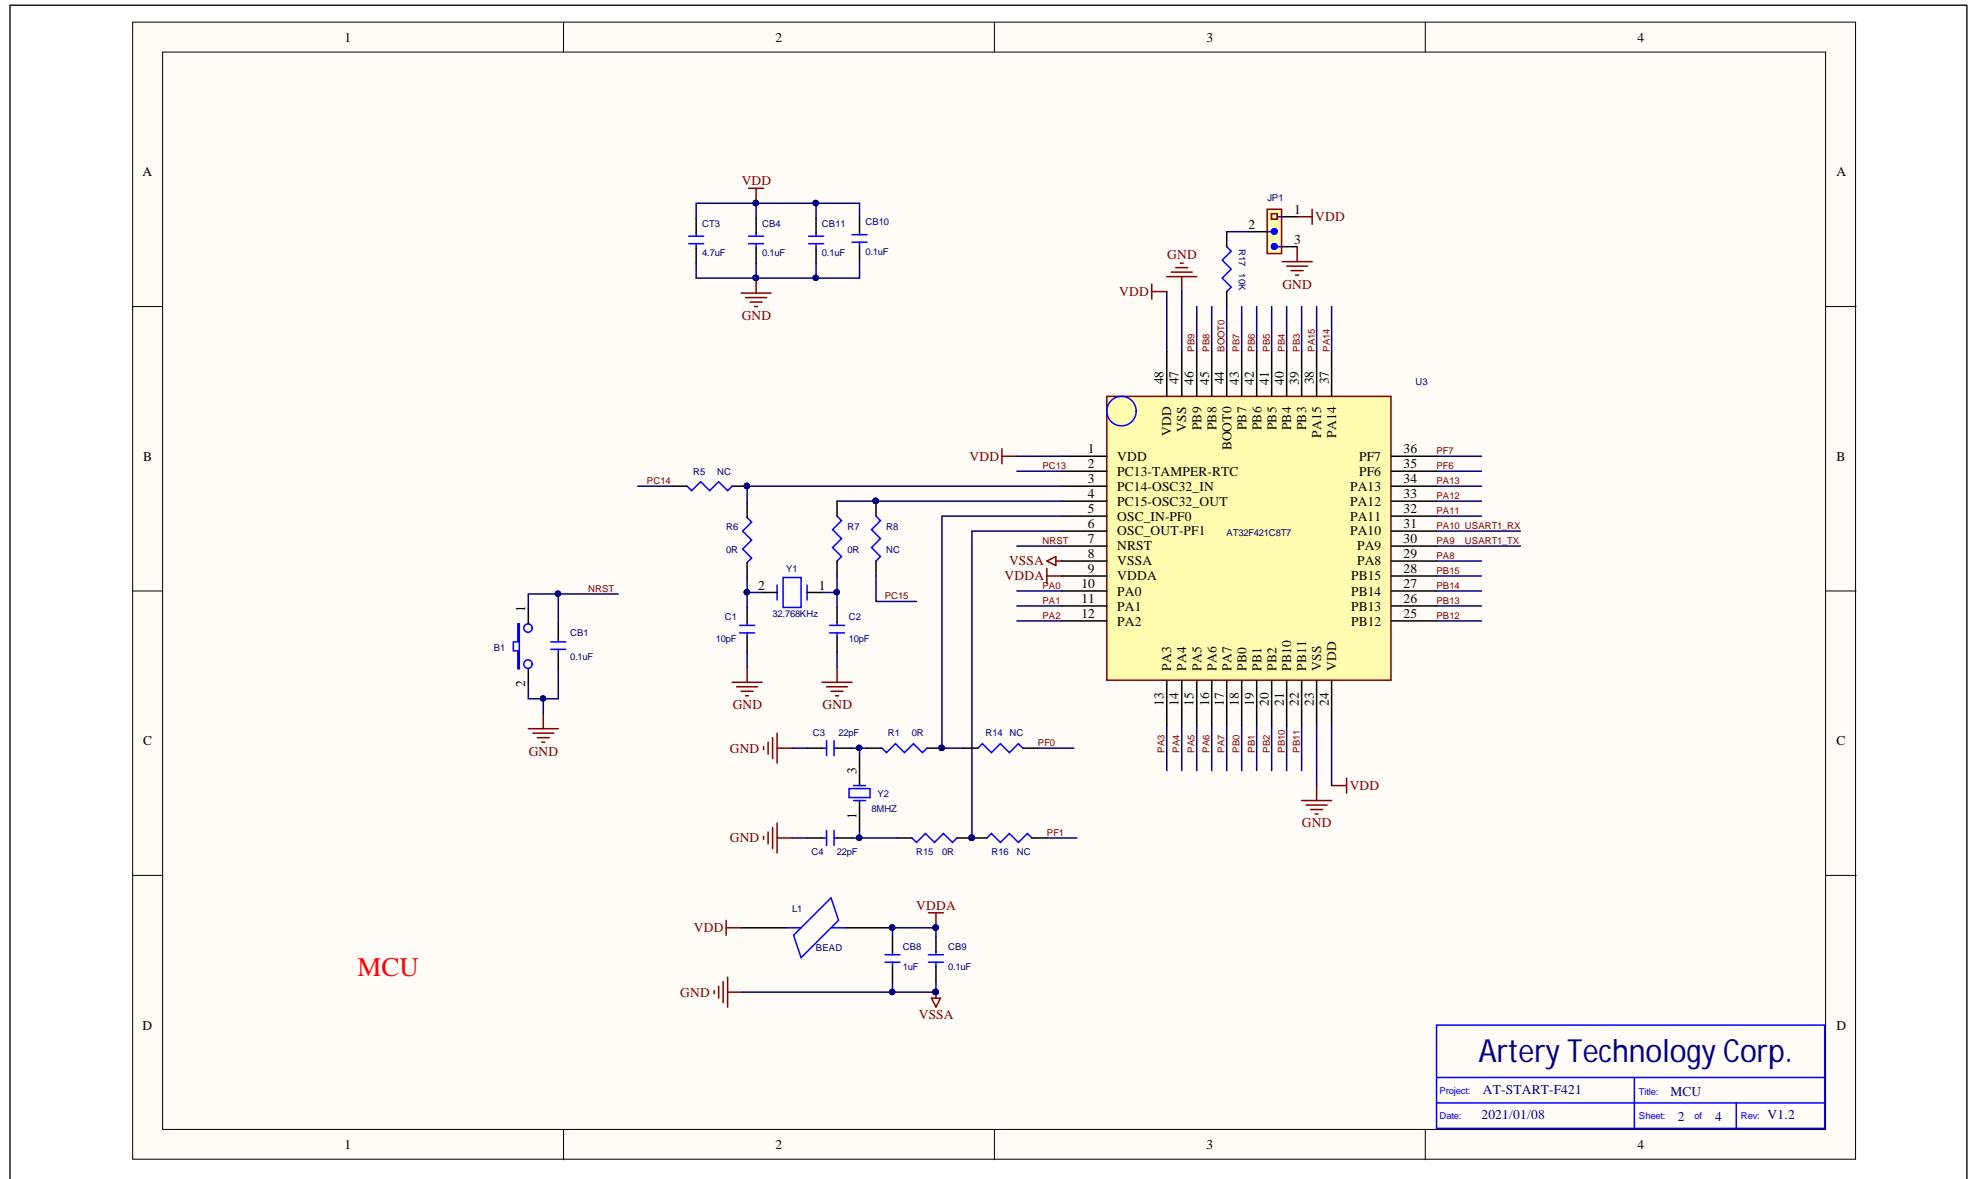 1 2 3 4
A A
B B
C C
D D
1 2 3 4
VDD
CT3 CB4 CB11 CB10
4.7uF 0.1uF 0.1uF 0.1uF
GND
JP1
1 VDD
2
3
GND
R17 10K
GND
VDD
PB9
PB8
BOOT0
PB7
PB6
PB5
PB4
PB3
PA15
PA14
48 47 46 45 44 43 42 41 40 39 38 37
U3
VDD VSS PB9 PB8 BOOT0 PB7 PB6 PB5 PB4 PB3 PA15 PA14
VDD 1 VDD
PC13 2 PC13-TAMPER-RTC
3 PC14-OSC32_IN
4 PC15-OSC32_OUT
5 OSC_IN-PF0
6 OSC_OUT-PF1
NRST 7 NRST
VSSA 8 VSSA
VDDA 9 VDDA
PA0 10 PA0
PA1 11 PA1
PA2 12 PA2
AT32F421C8T7
PF7 36 PF7
PF6 35 PF6
PA13 34 PA13
PA12 33 PA12
PA11 32 PA11
PA10 31 PA10 USART1_RX
PA9 30 PA9 USART1_TX
PA8 29 PA8
PB15 28 PB15
PB14 27 PB14
PB13 26 PB13
PB12 25 PB12
PA3 PA4 PA5 PA6 PA7 PB0 PB1 PB2 PB10 PB11 VSS VDD
13 14 15 16 17 18 19 20 21 22 23 24
PA3 PA4 PA5 PA6 PA7 PB0 PB1 PB2 PB10 PB11
VDD
GND
PC14 R5 NC
R6 R7 R8
0R 0R NC
Y1
2 1
32.768KHz
PC15
C1 C2
10pF 10pF
GND GND
NRST
1
B1
2
CB1
0.1uF
GND
C3 22pF R1 0R R14 NC
GND PF0
3
Y2
8MHZ
1
GND PF1
C4 22pF R15 0R R16 NC
L1 VDDA
VDD
BEAD CB8 CB9
1uF 0.1uF
GND
VSSA
MCU
Artery Technology Corp.
Project: AT-START-F421 Title: MCU
Date: 2021/01/08 Sheet: 2 of 4 Rev: V1.2